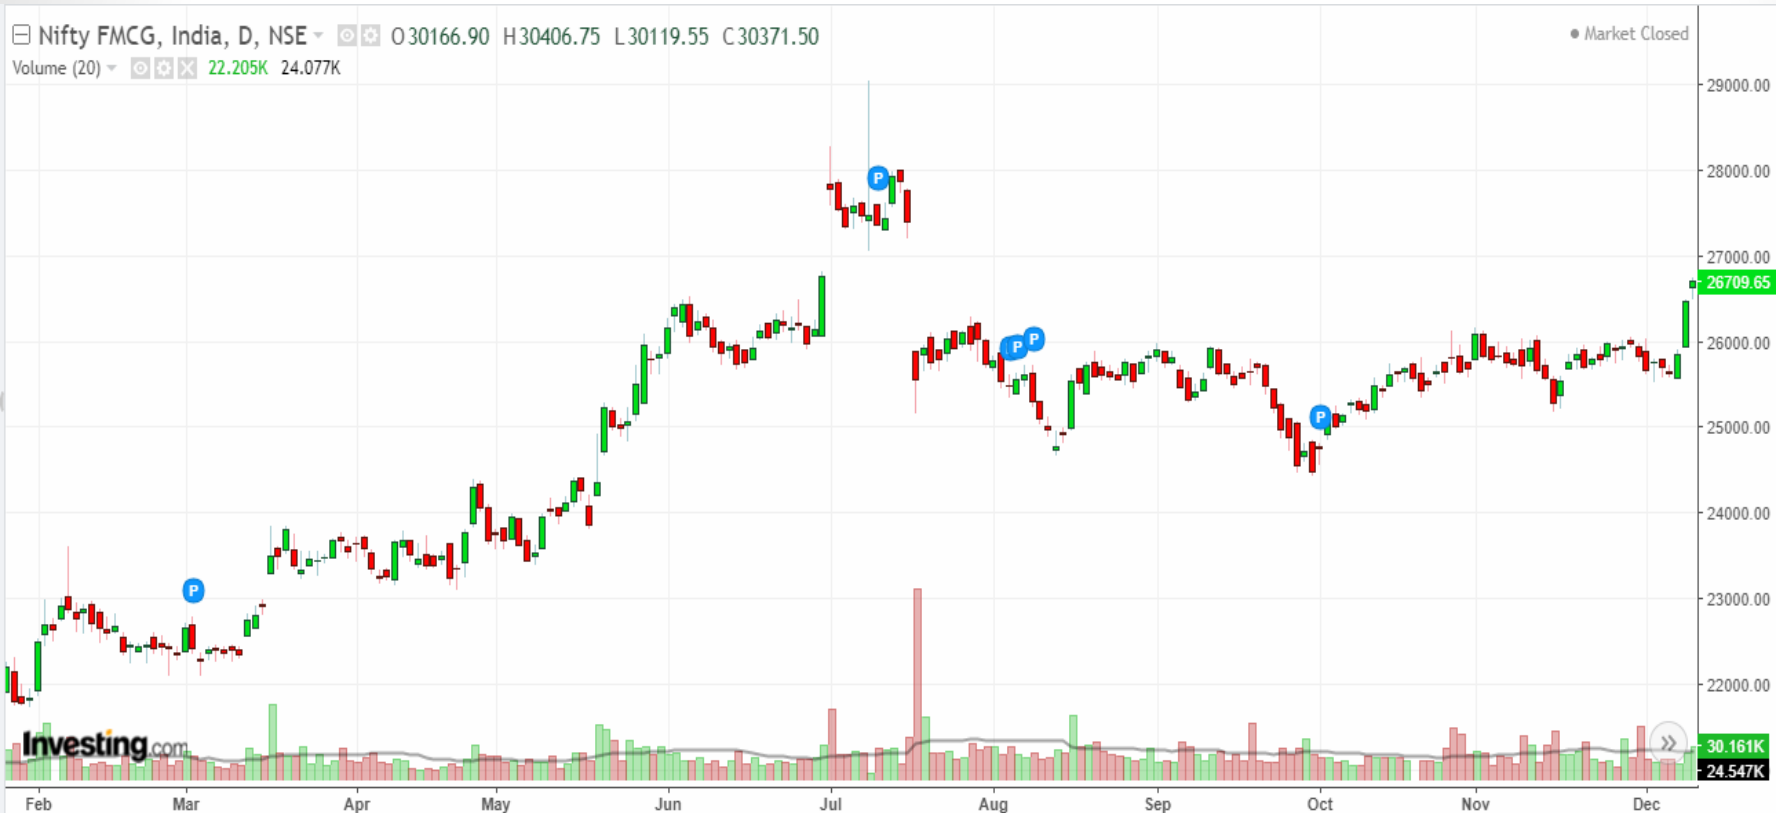 Nifty FMCG, India, D, NSE O30166.90 H30406.75 L30119.55 C30371.50
Market Closed
Volume (20) 22.205K 24.077K
29000.00
P
28000.00
27000.00
26709.65
P P
26000.00
P
25000.00
24000.00
P
23000.00
22000.00
Investing.com
30.161K
24.547K
Feb Mar Apr May Jun Jul Aug Sep Oct Nov Dec